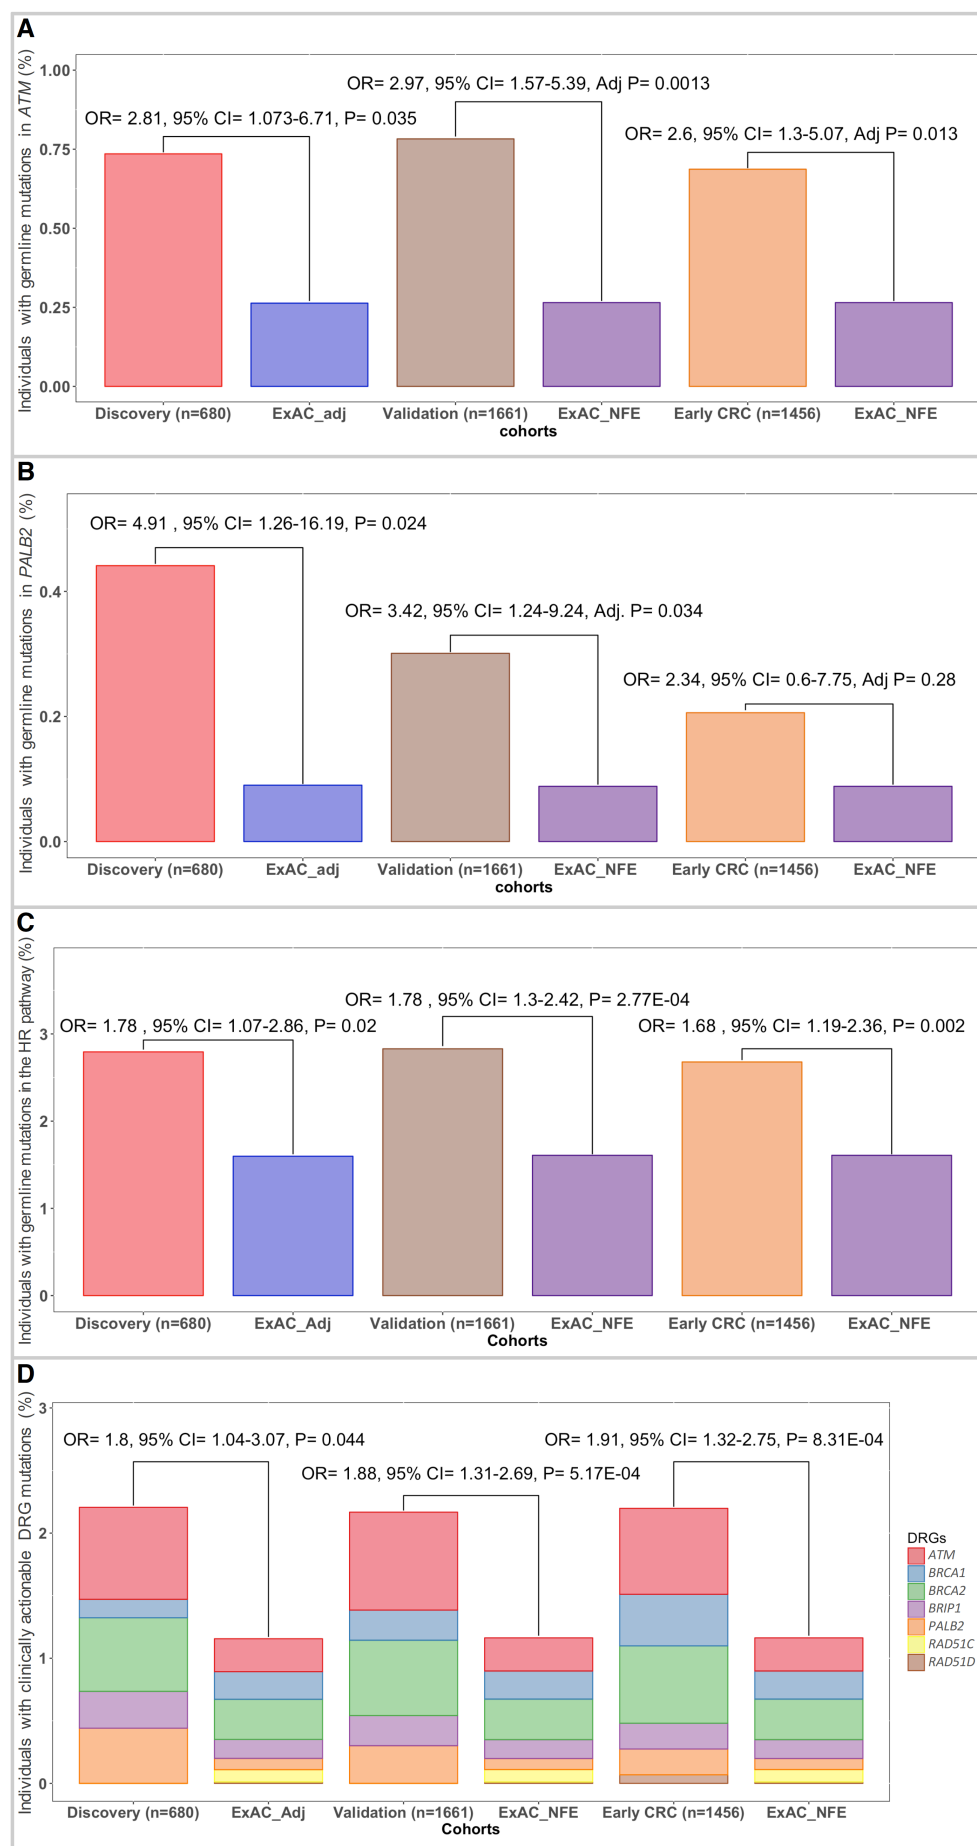 A
Individuals with germline mutations in ATM (%)
1.00
0.75
0.50
0.25
0.00
OR= 2.97, 95% CI= 1.57-5.39, Adj P= 0.0013
OR= 2.81, 95% CI= 1.073-6.71, P= 0.035
OR= 2.6, 95% CI= 1.3-5.07, Adj P= 0.013
Discovery (n=680) ExAC_adj Validation (n=1661) ExAC_NFE Early CRC (n=1456) ExAC_NFE
cohorts
B
Individuals with germline mutations in PALB2 (%)
0.4
0.2
0.0
OR= 4.91 , 95% CI= 1.26-16.19, P= 0.024
OR= 3.42, 95% CI= 1.24-9.24, Adj. P= 0.034
OR= 2.34, 95% CI= 0.6-7.75, Adj P= 0.28
Discovery (n=680) ExAC_adj Validation (n=1661) ExAC_NFE Early CRC (n=1456) ExAC_NFE
cohorts
C
Individuals with germline mutations in the HR pathway (%)
3
2
1
0
OR= 1.78 , 95% CI= 1.3-2.42, P= 2.77E-04
OR= 1.78 , 95% CI= 1.07-2.86, P= 0.02
OR= 1.68 , 95% CI= 1.19-2.36, P= 0.002
Discovery (n=680) ExAC_Adj Validation (n=1661) ExAC_NFE Early CRC (n=1456) ExAC_NFE
Cohorts
D
Individuals with clinically actionable DRG mutations (%)
3
2
1
0
OR= 1.8, 95% CI= 1.04-3.07, P= 0.044
OR= 1.91, 95% CI= 1.32-2.75, P= 8.31E-04
OR= 1.88, 95% CI= 1.31-2.69, P= 5.17E-04
DRGs
ATM
BRCA1
BRCA2
BRIP1
PALB2
RAD51C
RAD51D
Discovery (n=680) ExAC_Adj Validation (n=1661) ExAC_NFE Early CRC (n=1456) ExAC_NFE
Cohorts